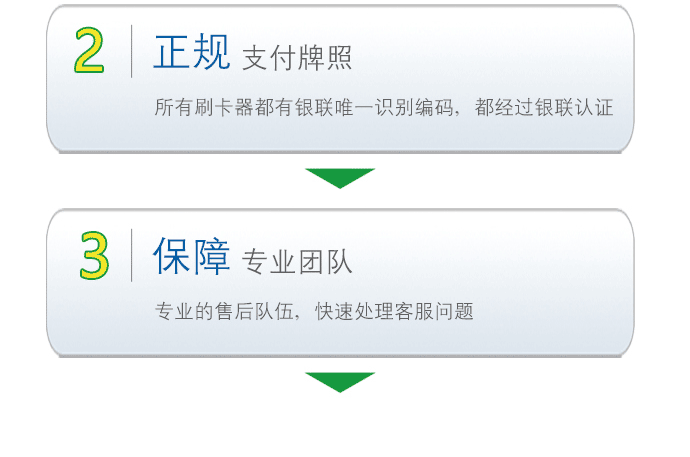 2 正规 支付牌照
所有刷卡器都有银联唯一识别编码，都经过银联认证
3 保障 专业团队
专业的售后队伍，快速处理客服问题